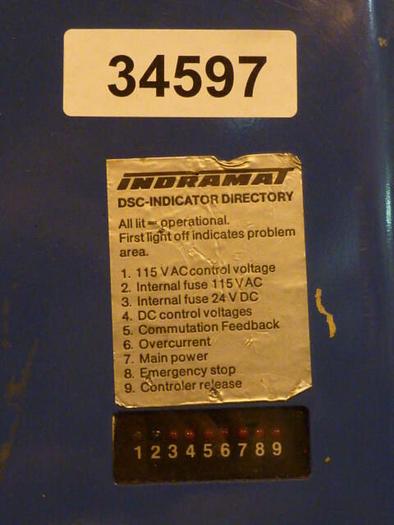 34597
INDRAMAT
DSC-INDICATOR DIRECTORY
All lit = operational.
First light off indicates problem
area.
1. 115 V AC control voltage
2. Internal fuse 115 VAC
3. Internal fuse 24 V DC
4. DC control voltages
5. Commutation Feedback
6. Overcurrent
7. Main power
8. Emergency stop
9. Controler release
1 2 3 4 5 6 7 8 9